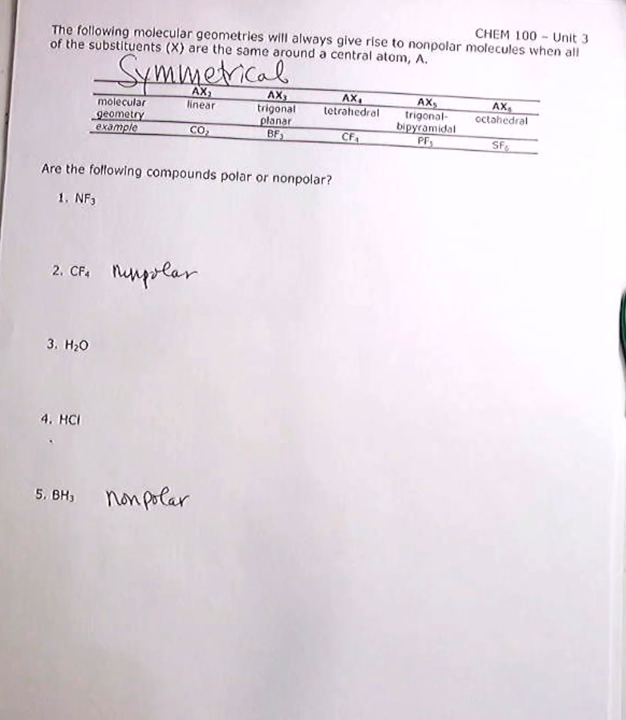 CHEM 100 – Unit 3
The following molecular geometries will always give rise to nonpolar molecules when all
of the substituents (X) are the same around a central atom, A.
Symmetrical
AX₂ AX₃ AX₄ AX₅ AX₆
molecular geometry linear trigonal planar tetrahedral trigonal-bipyramidal octahedral
example CO₂ BF₃ CF₄ PF₅ SF₆
Are the following compounds polar or nonpolar?
1. NF₃
2. CF₄ nonpolar
3. H₂O
4. HCl
5. BH₃ nonpolar